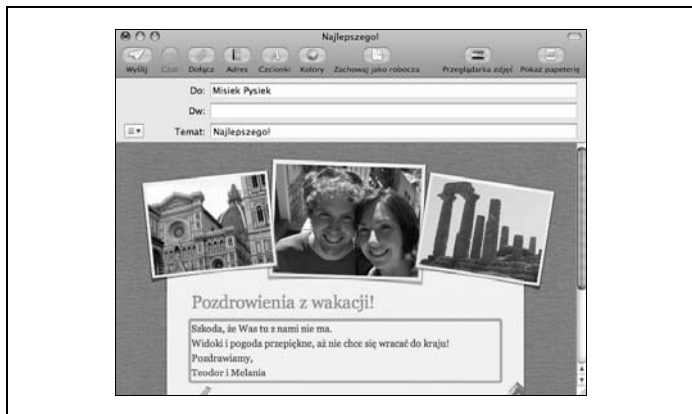 Najlepszego!
Wyślij Czat Dołącz Adres Czcionki Kolory Zachowaj jako robocza Przeglądarka zdjęć Pokaż papeterię
Do: Misiek Pysiek
Dw:
Temat: Najlepszego!
Pozdrowienia z wakacji!
Szkoda, że Was tu z nami nie ma.
Widoki i pogoda przepiękne, aż nie chce się wracać do kraju!
Pozdrawiamy,
Teodor i Melania